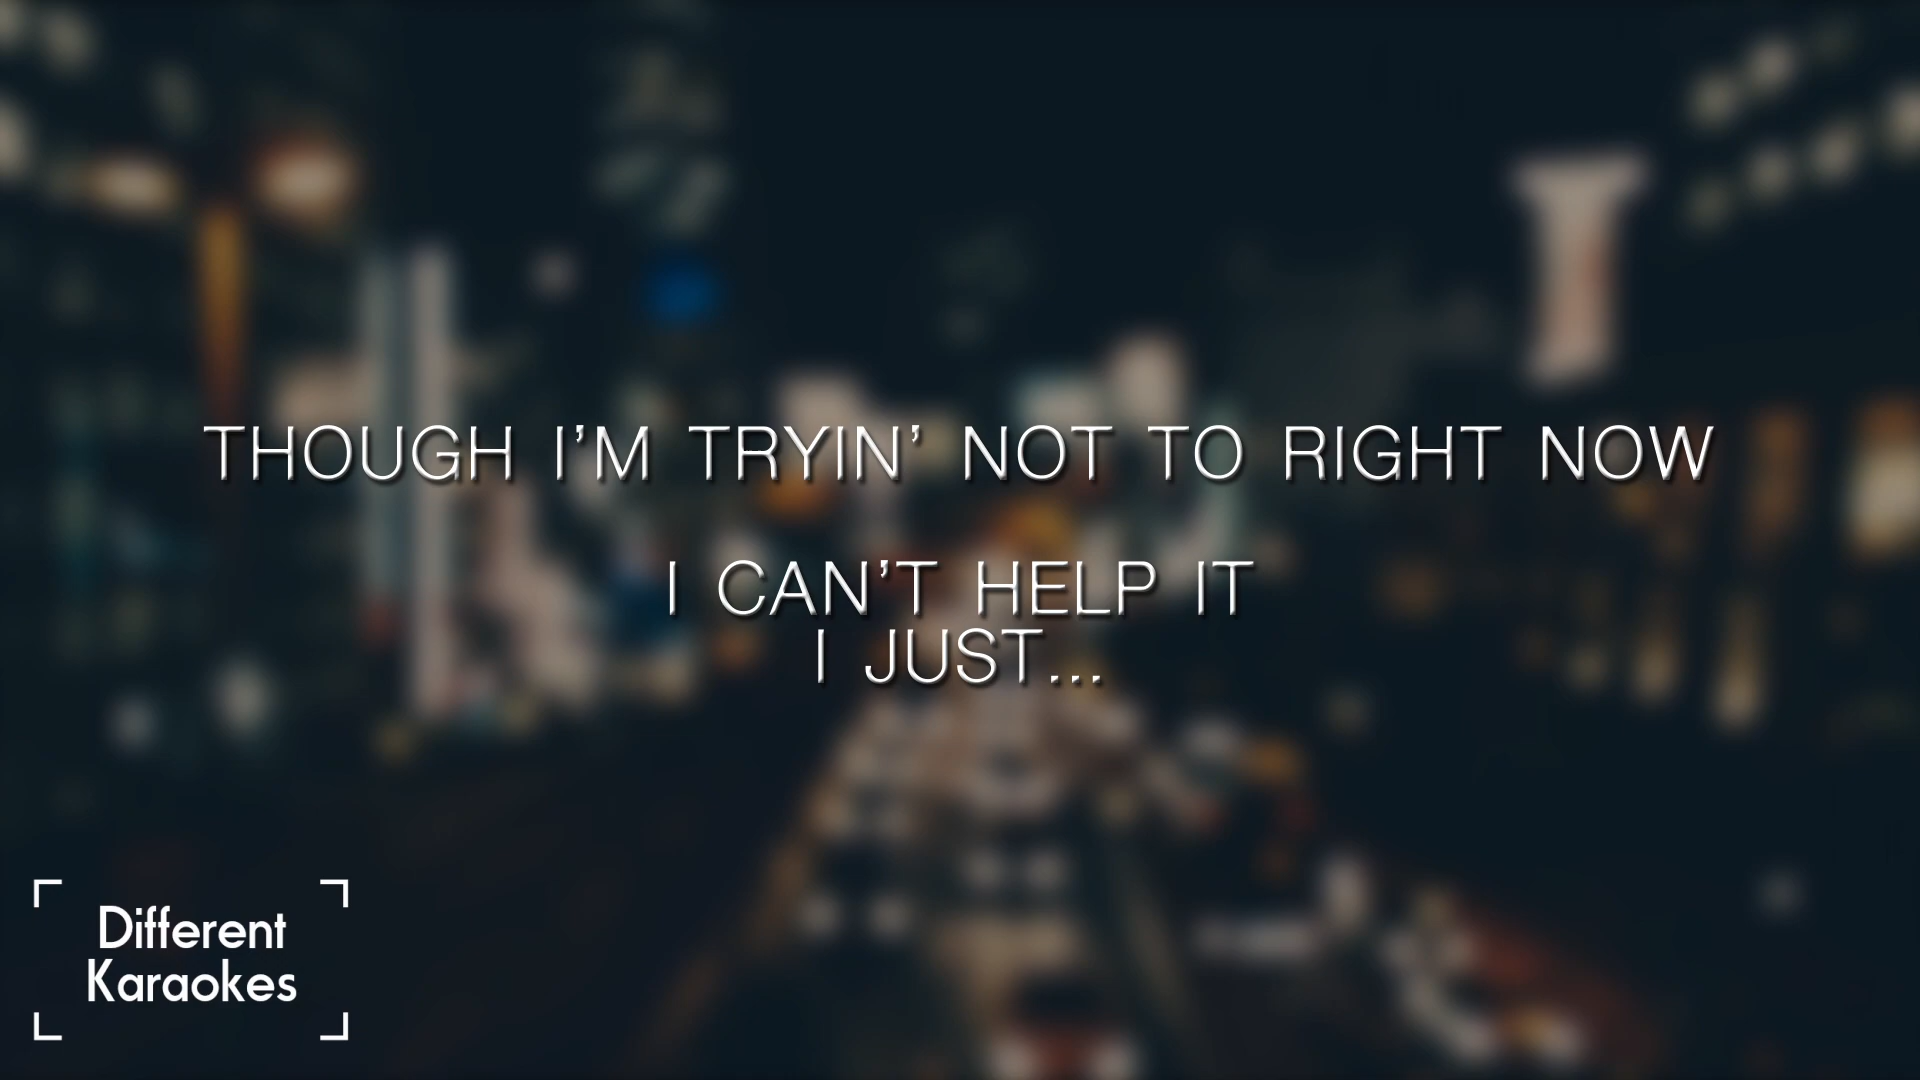 THOUGH I'M TRYIN' NOT TO RIGHT NOW
I CAN'T HELP IT
I JUST...
Different
Karaokes